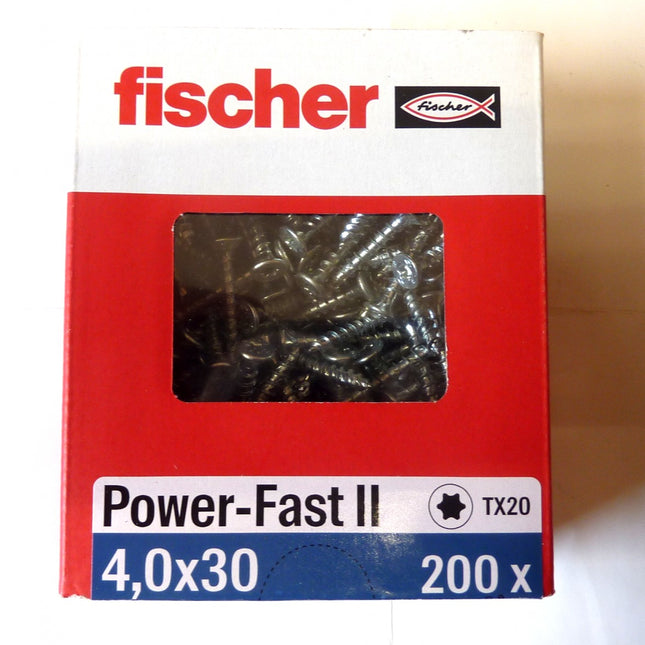 fischer fischer
Power-Fast II TX20
4,0x30 200 x